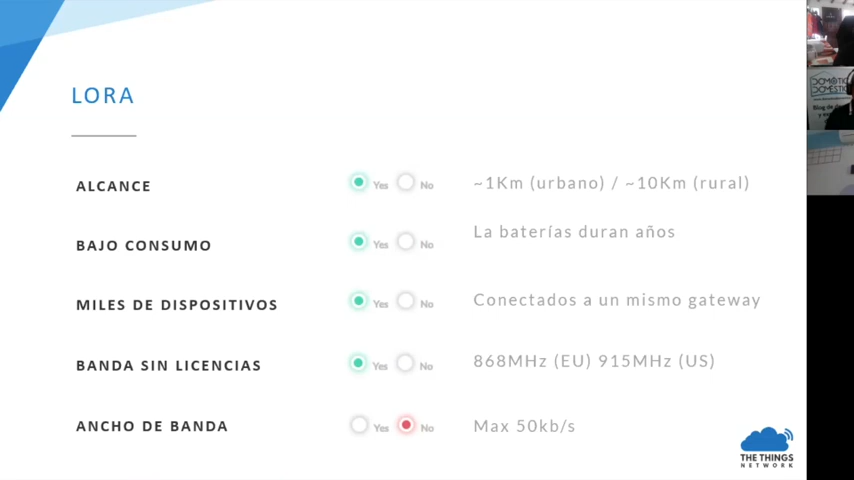 LORA
ALCANCE Yes No ~1Km (urbano) / ~10Km (rural)
BAJO CONSUMO Yes No La baterías duran años
MILES DE DISPOSITIVOS Yes No Conectados a un mismo gateway
BANDA SIN LICENCIAS Yes No 868MHz (EU) 915MHz (US)
ANCHO DE BANDA Yes No Max 50kb/s
THE THINGS
NETWORK